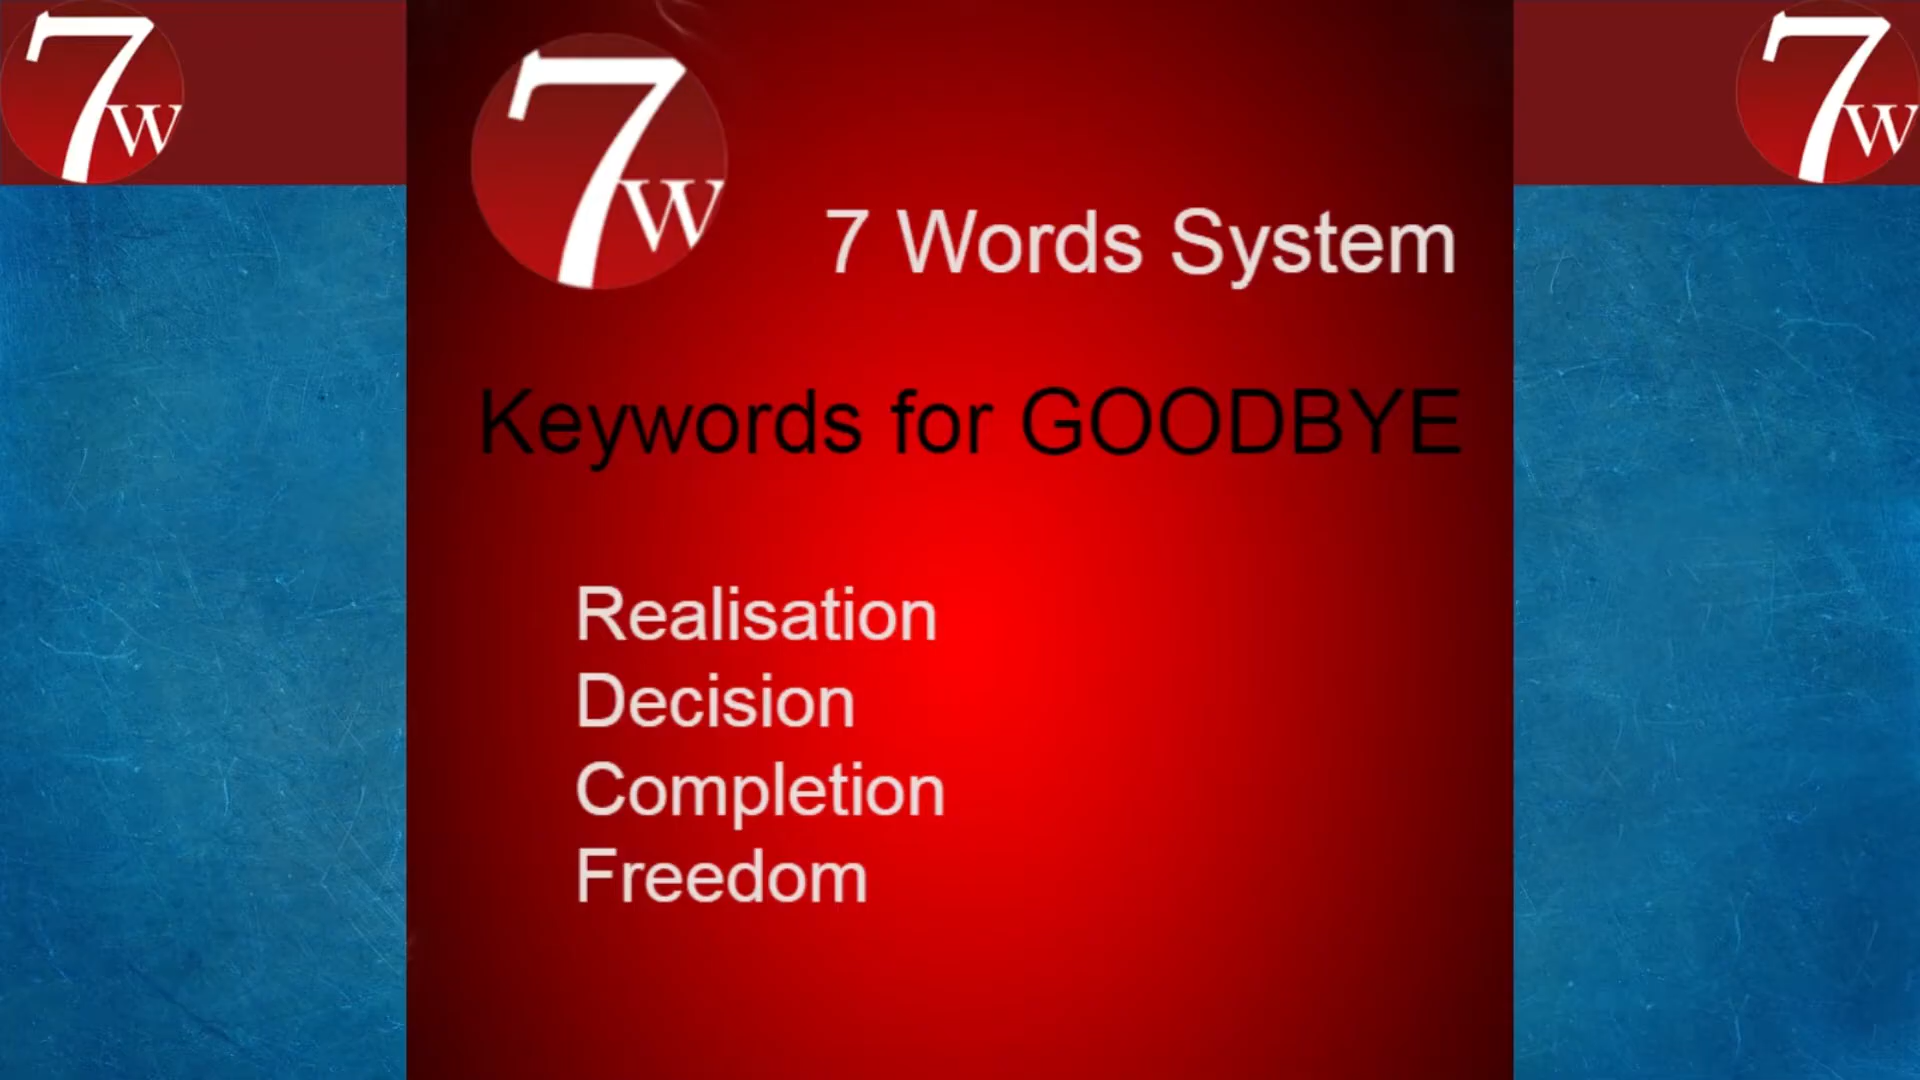 7w
7w
7w
7 Words System
Keywords for GOODBYE
Realisation
Decision
Completion
Freedom